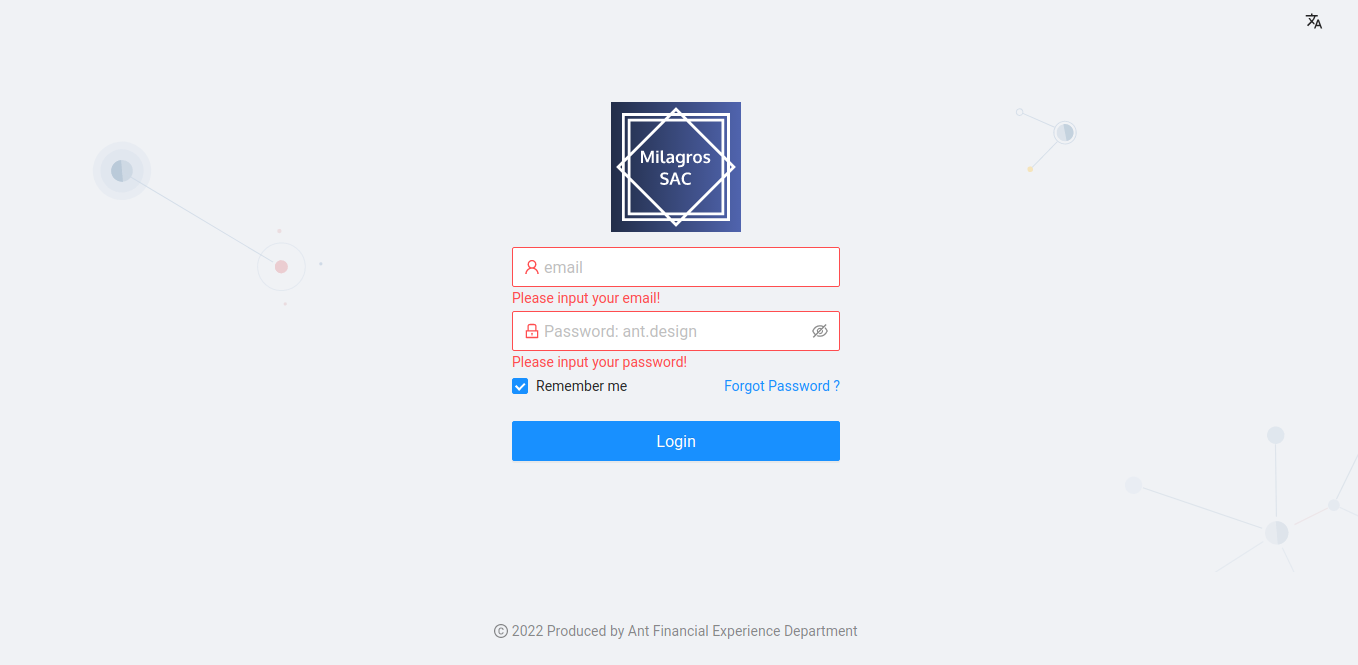 Milagros
SAC
email
Please input your email!
Password: ant.design
Please input your password!
Remember me
Forgot Password ?
Login
© 2022 Produced by Ant Financial Experience Department